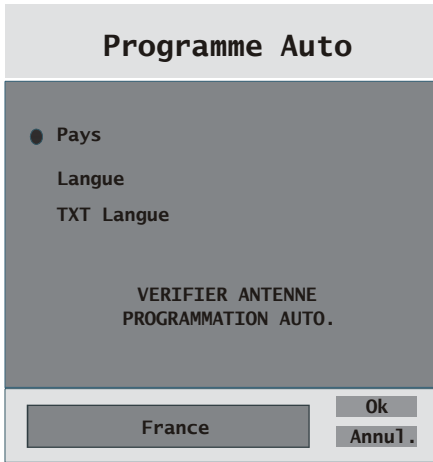 Programme Auto
Pays
Langue
TXT Langue
VERIFIER ANTENNE
PROGRAMMATION AUTO.
France
Ok
Annul.